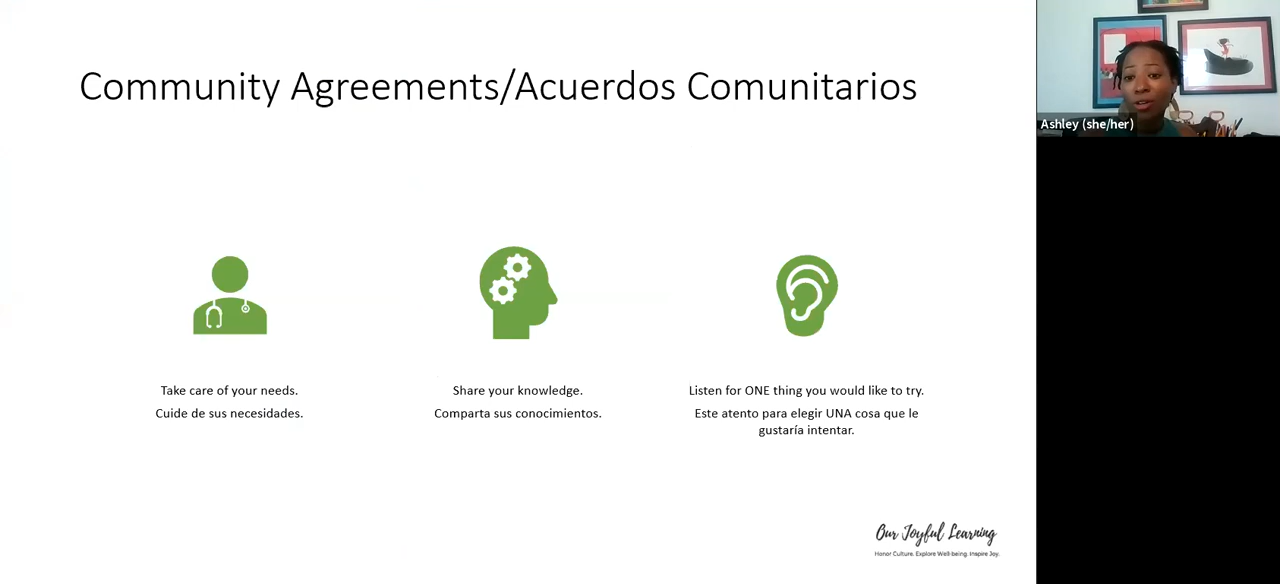 Community Agreements/Acuerdos Comunitarios
Ashley (she/her)
Take care of your needs.
Cuide de sus necesidades.
Share your knowledge.
Comparta sus conocimientos.
Listen for ONE thing you would like to try.
Este atento para elegir UNA cosa que le
gustaría intentar.
Our Joyful Learning
Honor Culture. Explore Well-being. Inspire Joy.